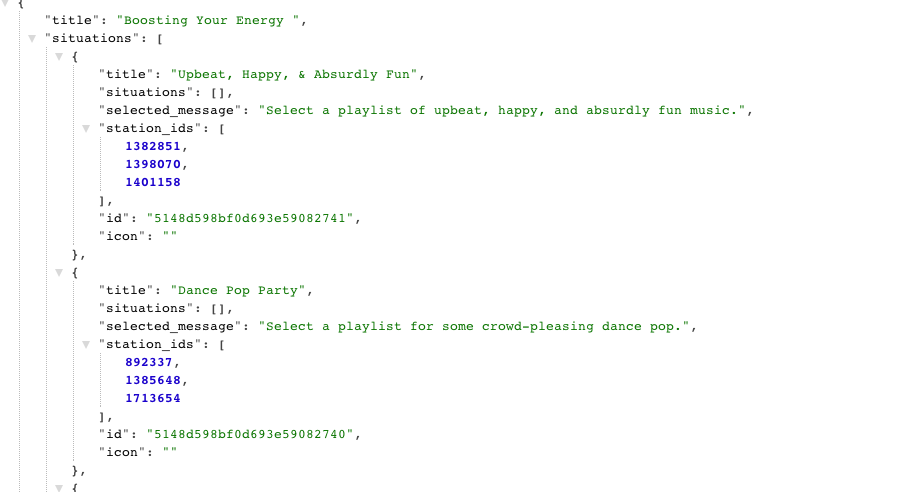 {
"title": "Boosting Your Energy ",
"situations": [
{
"title": "Upbeat, Happy, & Absurdly Fun",
"situations": [],
"selected_message": "Select a playlist of upbeat, happy, and absurdly fun music.",
"station_ids": [
1382851,
1398070,
1401158
],
"id": "5148d598bf0d693e59082741",
"icon": ""
},
{
"title": "Dance Pop Party",
"situations": [],
"selected_message": "Select a playlist for some crowd-pleasing dance pop.",
"station_ids": [
892337,
1385648,
1713654
],
"id": "5148d598bf0d693e59082740",
"icon": ""
},
{